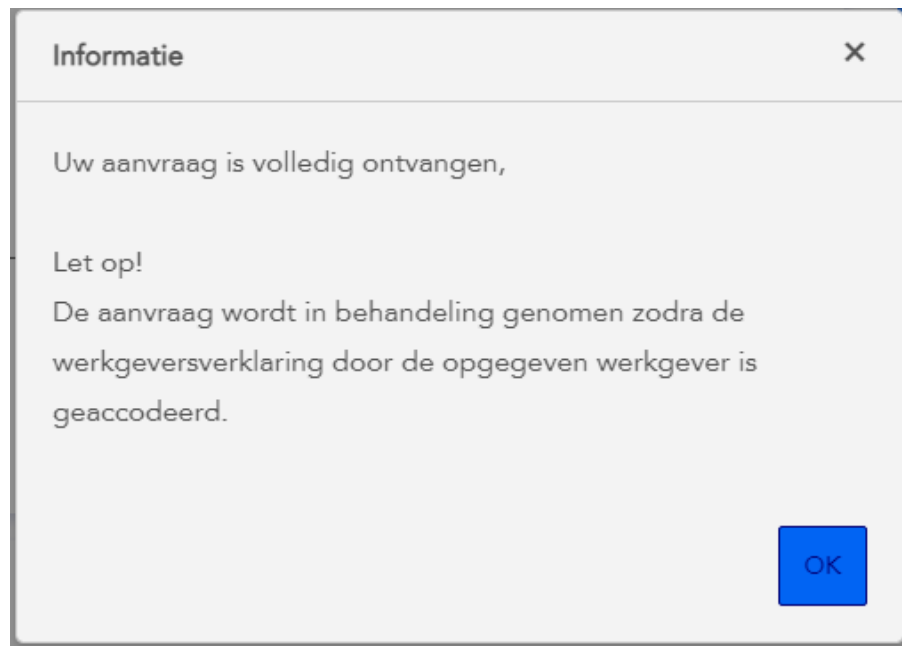 Informatie
Uw aanvraag is volledig ontvangen,
Let op!
De aanvraag wordt in behandeling genomen zodra de
werkgeversverklaring door de opgegeven werkgever is
geaccodeerd.
OK